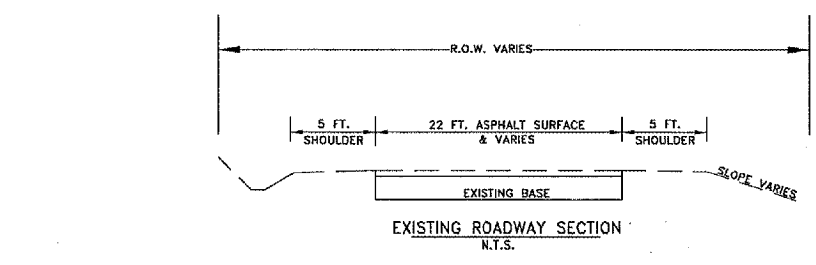 R.O.W. VARIES
5 FT.
SHOULDER
22 FT. ASPHALT SURFACE
& VARIES
5 FT.
SHOULDER
SLOPE VARIES
EXISTING BASE
EXISTING ROADWAY SECTION
N.T.S.